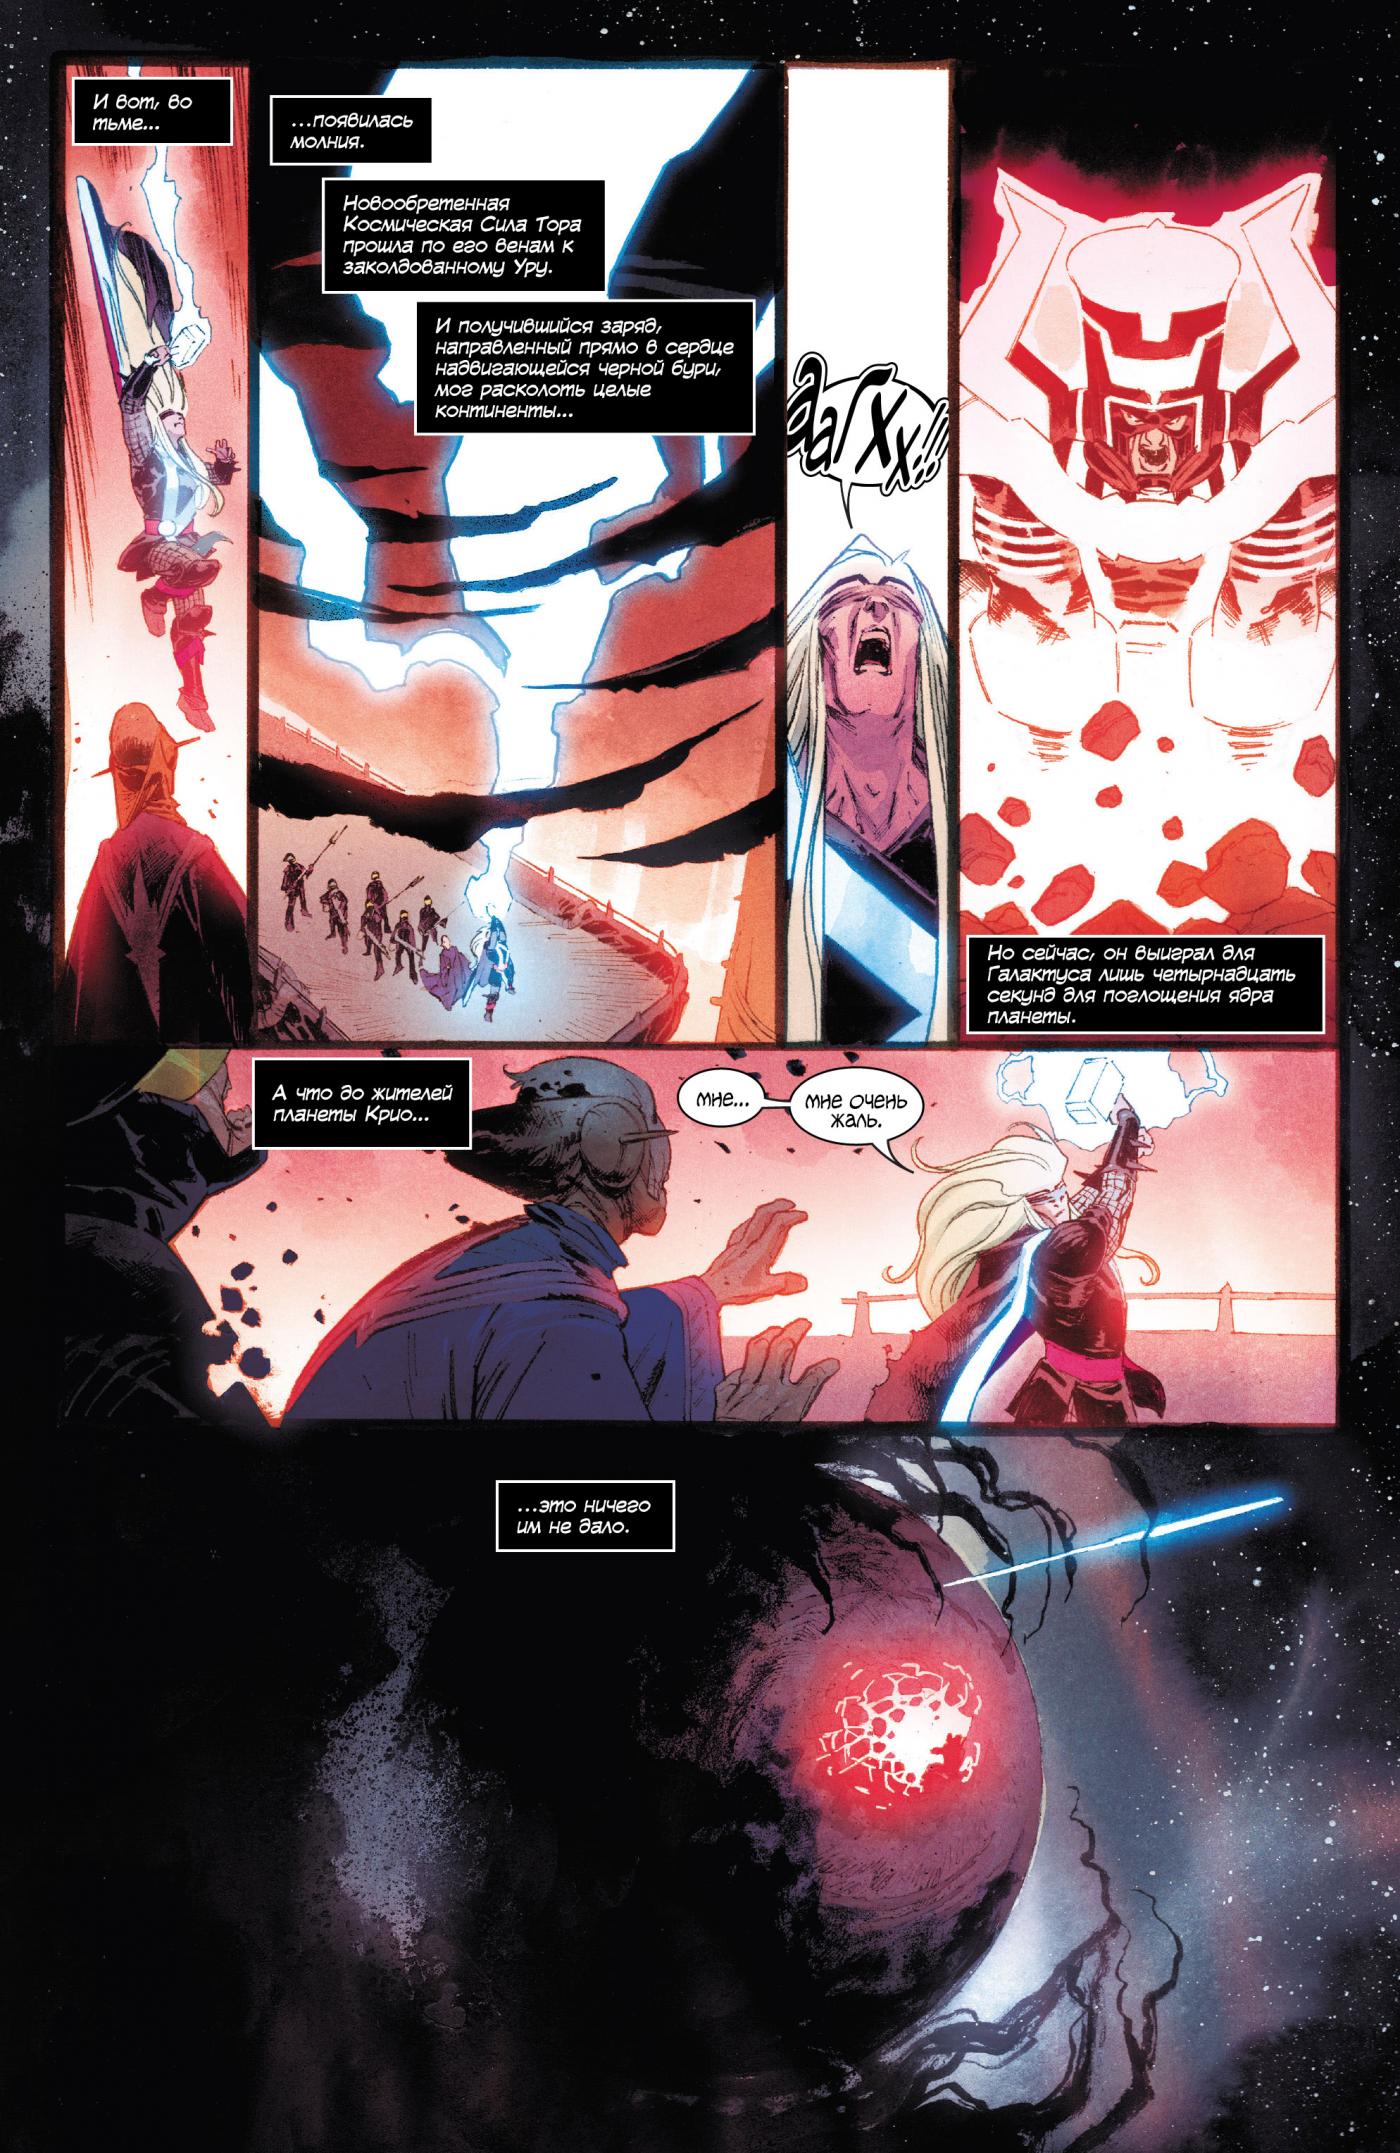 И вот, во
тьме...
...появилась
молния.
Новообретенная
Космическая Сила Тора
прошла по его венам к
заколдованному Уру.
И получившийся заряд,
направленный прямо в сердце
надвигающейся черной бури,
мог расколоть целые
континенты...
ааГХх!!!
Но сейчас, он выиграл для
Галактуса лишь четырнадцать
секунд для поглощения ядра
планеты.
А что до жителей
планеты Крио...
мне...
мне очень
жаль.
...это ничего
им не дало.